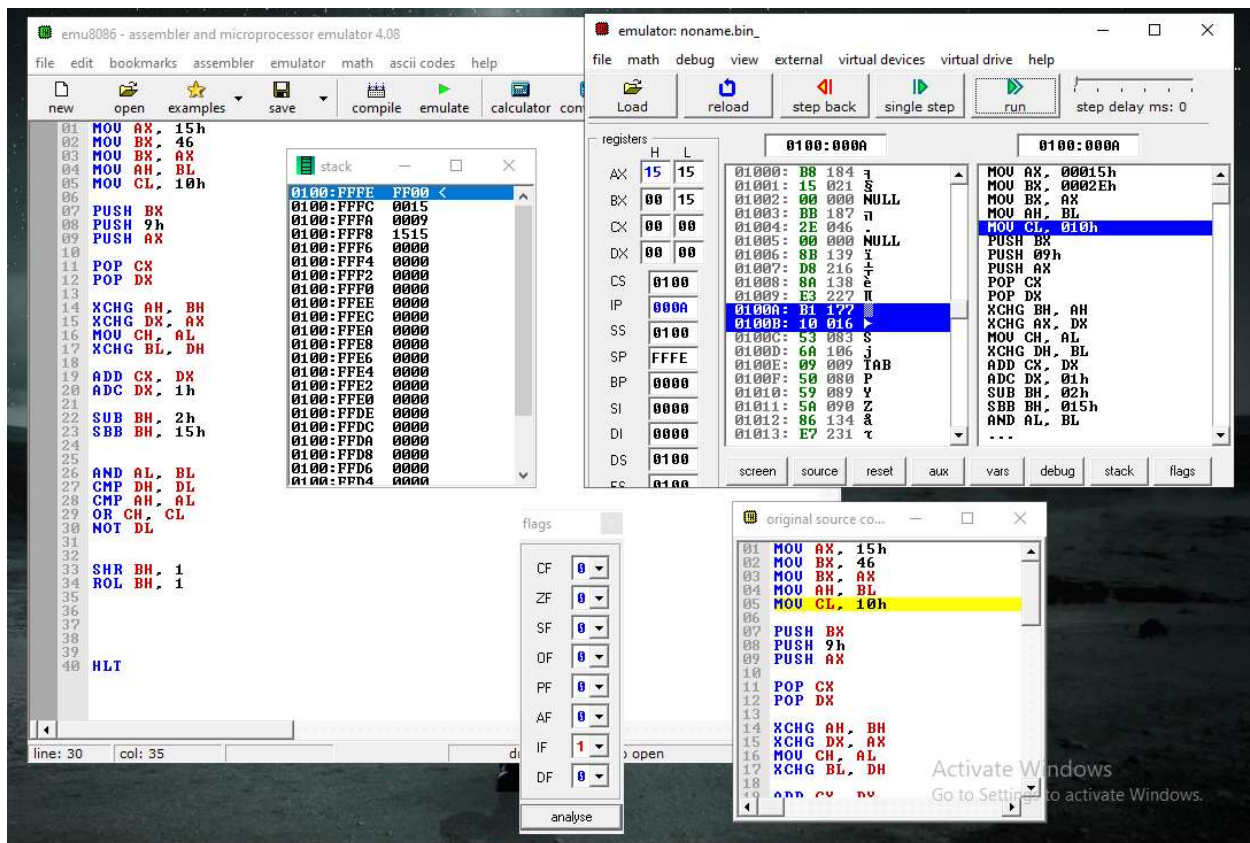 emu8086 - assembler and microprocessor emulator 4.08
file edit bookmarks assembler emulator math ascii codes help
new open examples save compile emulate calculator
01 MOV AX, 15h
02 MOV BX, 46
03 MOV BX, AX
04 MOV AH, BL
05 MOV CL, 10h
06
07 PUSH BX
08 PUSH 9h
09 PUSH AX
10
11 POP CX
12 POP DX
13
14 XCHG AH, BH
15 XCHG DX, AX
16 MOV CH, AL
17 XCHG BL, DH
18
19 ADD CX, DX
20 ADC DX, 1h
21
22 SUB BH, 2h
23 SBB BH, 15h
24
25
26 AND AL, BL
27 CMP DH, DL
28 CMP AH, AL
29 OR CH, CL
30 NOT DL
31
32
33 SHR BH, 1
34 ROL BH, 1
35
36
37
38
39
40 HLT
line: 30 col: 35
stack
0100:FFFE FF00 <
0100:FFFC 0015
0100:FFFA 0009
0100:FFF8 1515
0100:FFF6 0000
0100:FFF4 0000
0100:FFF2 0000
0100:FFF0 0000
0100:FFEE 0000
0100:FFEC 0000
0100:FFEA 0000
0100:FFE8 0000
0100:FFE6 0000
0100:FFE4 0000
0100:FFE2 0000
0100:FFE0 0000
0100:FFDE 0000
0100:FFDC 0000
0100:FFDA 0000
0100:FFD8 0000
0100:FFD6 0000
0100:FFD4 0000
emulator: noname.bin_
file math debug view external virtual devices virtual drive help
Load reload step back single step run step delay ms: 0
registers
H L
AX 15 15
BX 00 15
CX 00 00
DX 00 00
CS 0100
IP 000A
SS 0100
SP FFFE
BP 0000
SI 0000
DI 0000
DS 0100
ES 0100
0100:000A
01000: B8 184 ╕
01001: 15 021 §
01002: 00 000 NULL
01003: BB 187 ╗
01004: 2E 046 .
01005: 00 000 NULL
01006: 8B 139 ï
01007: D8 216 ╪
01008: 8A 138 è
01009: E3 227 π
0100A: B1 177 ▒
0100B: 10 016 ►
0100C: 53 083 S
0100D: 6A 106 j
0100E: 09 009 TAB
0100F: 50 080 P
01010: 59 089 Y
01011: 5A 090 Z
01012: 86 134 å
01013: E7 231 τ
0100:000A
MOV AX, 00015h
MOV BX, 0002Eh
MOV BX, AX
MOV AH, BL
MOV CL, 010h
PUSH BX
PUSH 09h
PUSH AX
POP CX
POP DX
XCHG BH, AH
XCHG AX, DX
MOV CH, AL
XCHG DH, BL
ADD CX, DX
ADC DX, 01h
SUB BH, 02h
SBB BH, 015h
AND AL, BL
...
screen source reset aux vars debug stack flags
flags
CF 0
ZF 0
SF 0
OF 0
PF 0
AF 0
IF 1
DF 0
analyse
original source co...
01 MOV AX, 15h
02 MOV BX, 46
03 MOV BX, AX
04 MOV AH, BL
05 MOV CL, 10h
06
07 PUSH BX
08 PUSH 9h
09 PUSH AX
10
11 POP CX
12 POP DX
13
14 XCHG AH, BH
15 XCHG DX, AX
16 MOV CH, AL
17 XCHG BL, DH
18
19 ADD CX, DX
Activate Windows
Go to Settings to activate Windows.